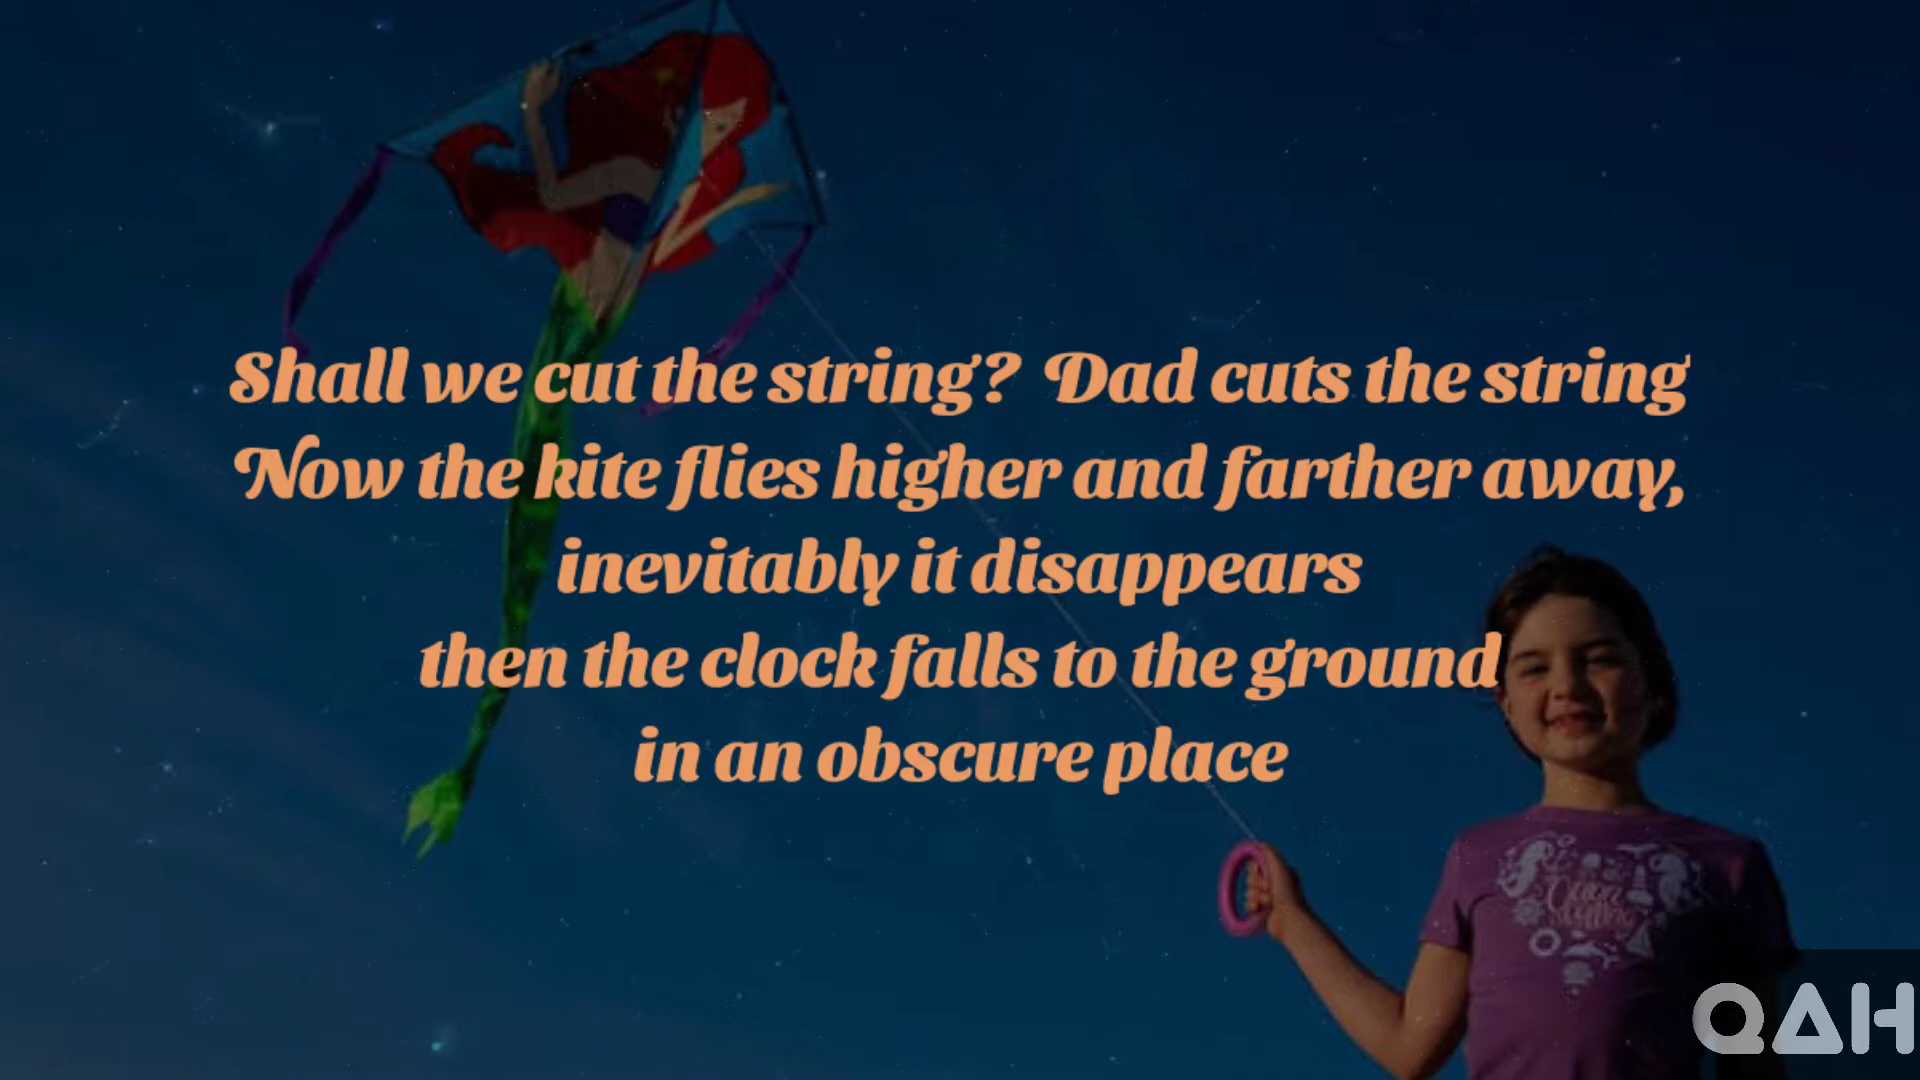 Shall we cut the string? Dad cuts the string
Now the kite flies higher and farther away,
inevitably it disappears
then the clock falls to the ground
in an obscure place
QAH